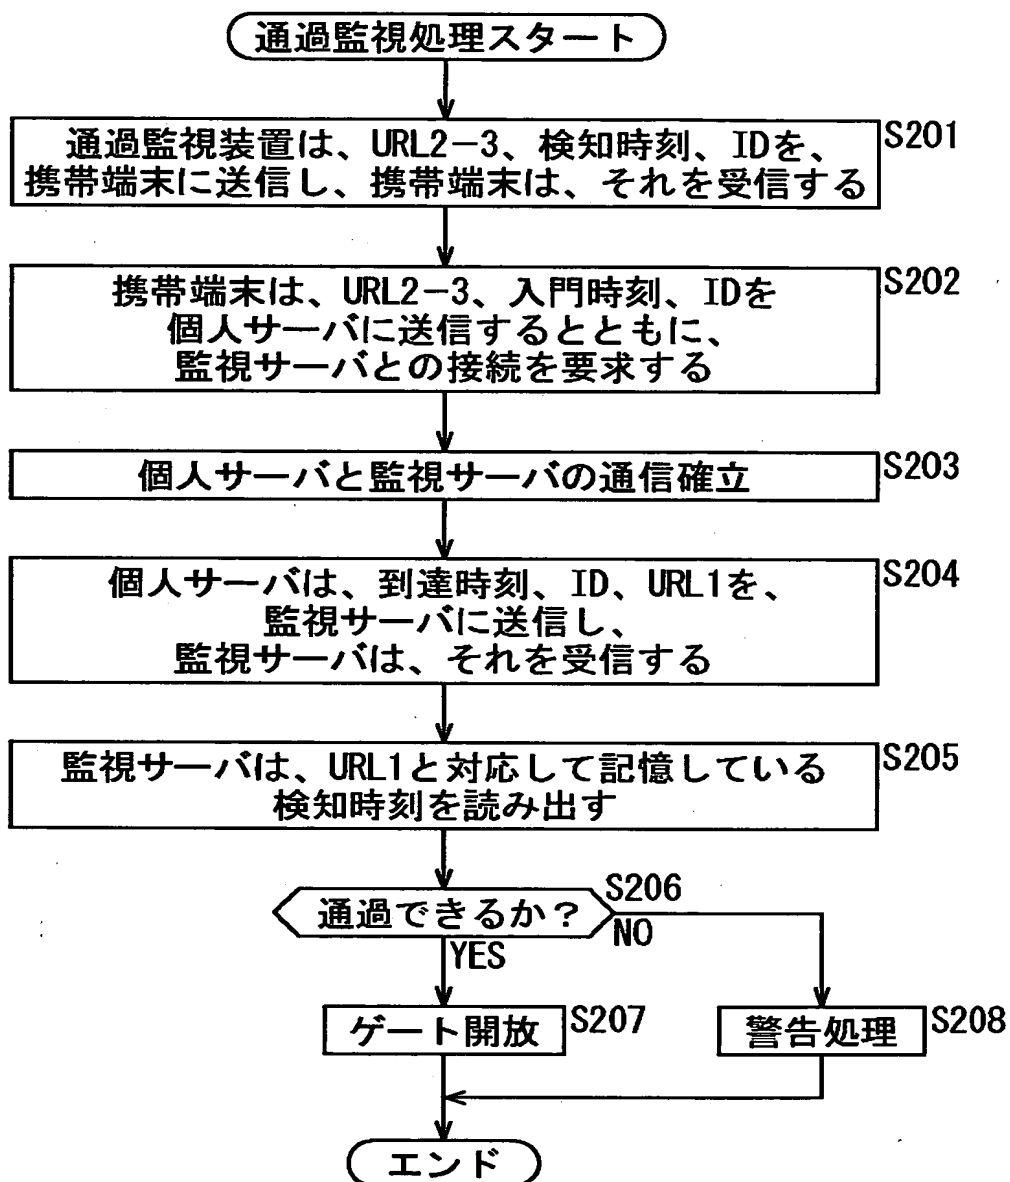 通過監視処理スタート
通過監視装置は、URL2−3、検知時刻、IDを、
携帯端末に送信し、携帯端末は、それを受信する
S201
携帯端末は、URL2−3、入門時刻、IDを
個人サーバに送信するとともに、
監視サーバとの接続を要求する
S202
個人サーバと監視サーバの通信確立
S203
個人サーバは、到達時刻、ID、URL1を、
監視サーバに送信し、
監視サーバは、それを受信する
S204
監視サーバは、URL1と対応して記憶している
検知時刻を読み出す
S205
通過できるか?
S206
NO
YES
ゲート開放
S207
警告処理
S208
エンド